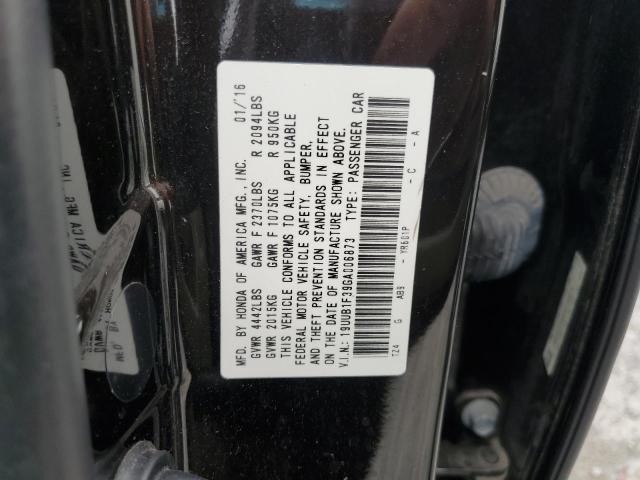 MFD. BY HONDA OF AMERICA MFG., INC. 01/'16
GVWR 4442LBS GAWR F 2370LBS R 2094LBS
GVWR 2015KG GAWR F 1075KG R 950KG
THIS VEHICLE CONFORMS TO ALL APPLICABLE
FEDERAL MOTOR VEHICLE SAFETY, BUMPER,
AND THEFT PREVENTION STANDARDS IN EFFECT
ON THE DATE OF MANUFACTURE SHOWN ABOVE.
V.I.N.: 19UUB1F39GA006873 TYPE: PASSENGER CAR
TZ4 G AB9 - YR601P - C - A